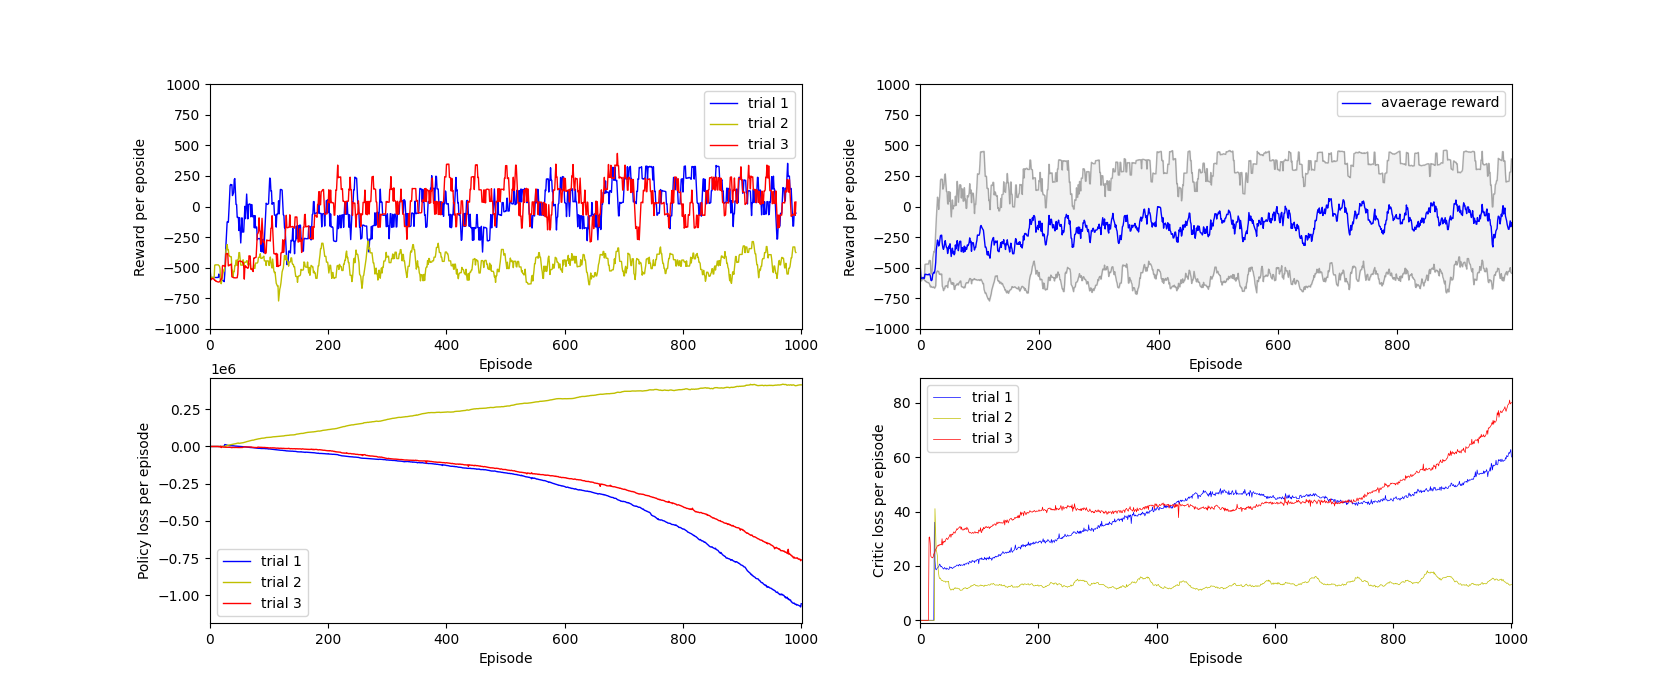 1000
750
500
250
0
−250
−500
−750
−1000
Reward per eposide
0
200
400
600
800
1000
Episode
trial 1
trial 2
trial 3
1000
750
500
250
0
−250
−500
−750
−1000
Reward per eposide
0
200
400
600
800
Episode
avaerage reward
1e6
0.25
0.00
−0.25
−0.50
−0.75
−1.00
Policy loss per episode
0
200
400
600
800
1000
Episode
trial 1
trial 2
trial 3
80
60
40
20
0
Critic loss per episode
0
200
400
600
800
1000
Episode
trial 1
trial 2
trial 3